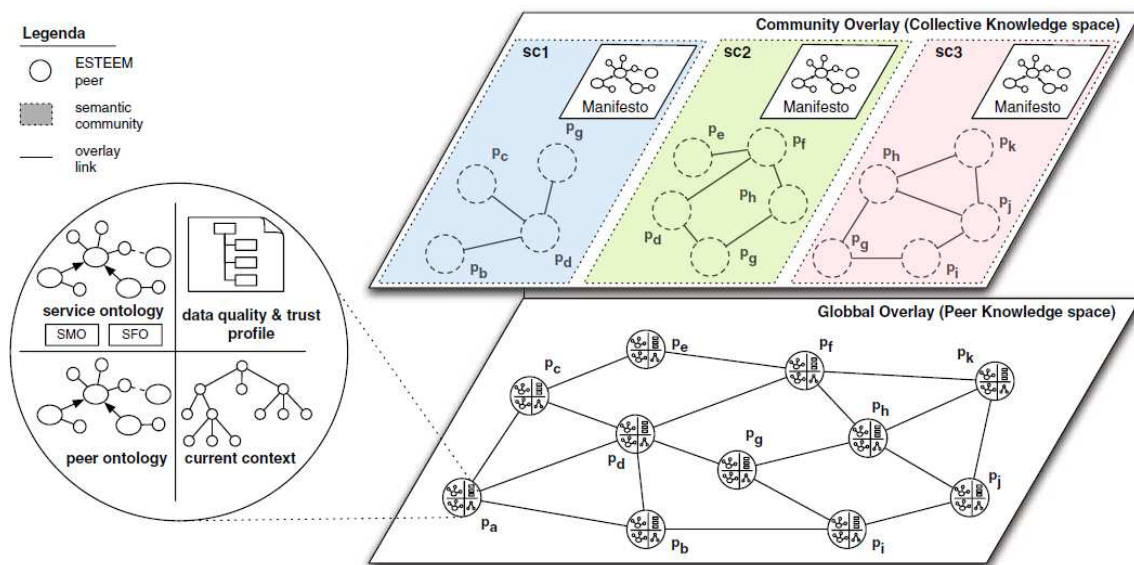 Legenda
ESTEEM
peer
semantic
community
overlay
link
service ontology
SMO
SFO
data quality & trust
profile
peer ontology
current context
Community Overlay (Collective Knowledge space)
sc1
Manifesto
pg
pc
pb
pd
sc2
Manifesto
pe
pf
ph
pd
pg
sc3
Manifesto
pk
ph
pj
pg
pi
Globbal Overlay (Peer Knowledge space)
pe
pf
pk
pc
ph
pg
pd
pj
pa
pb
pi